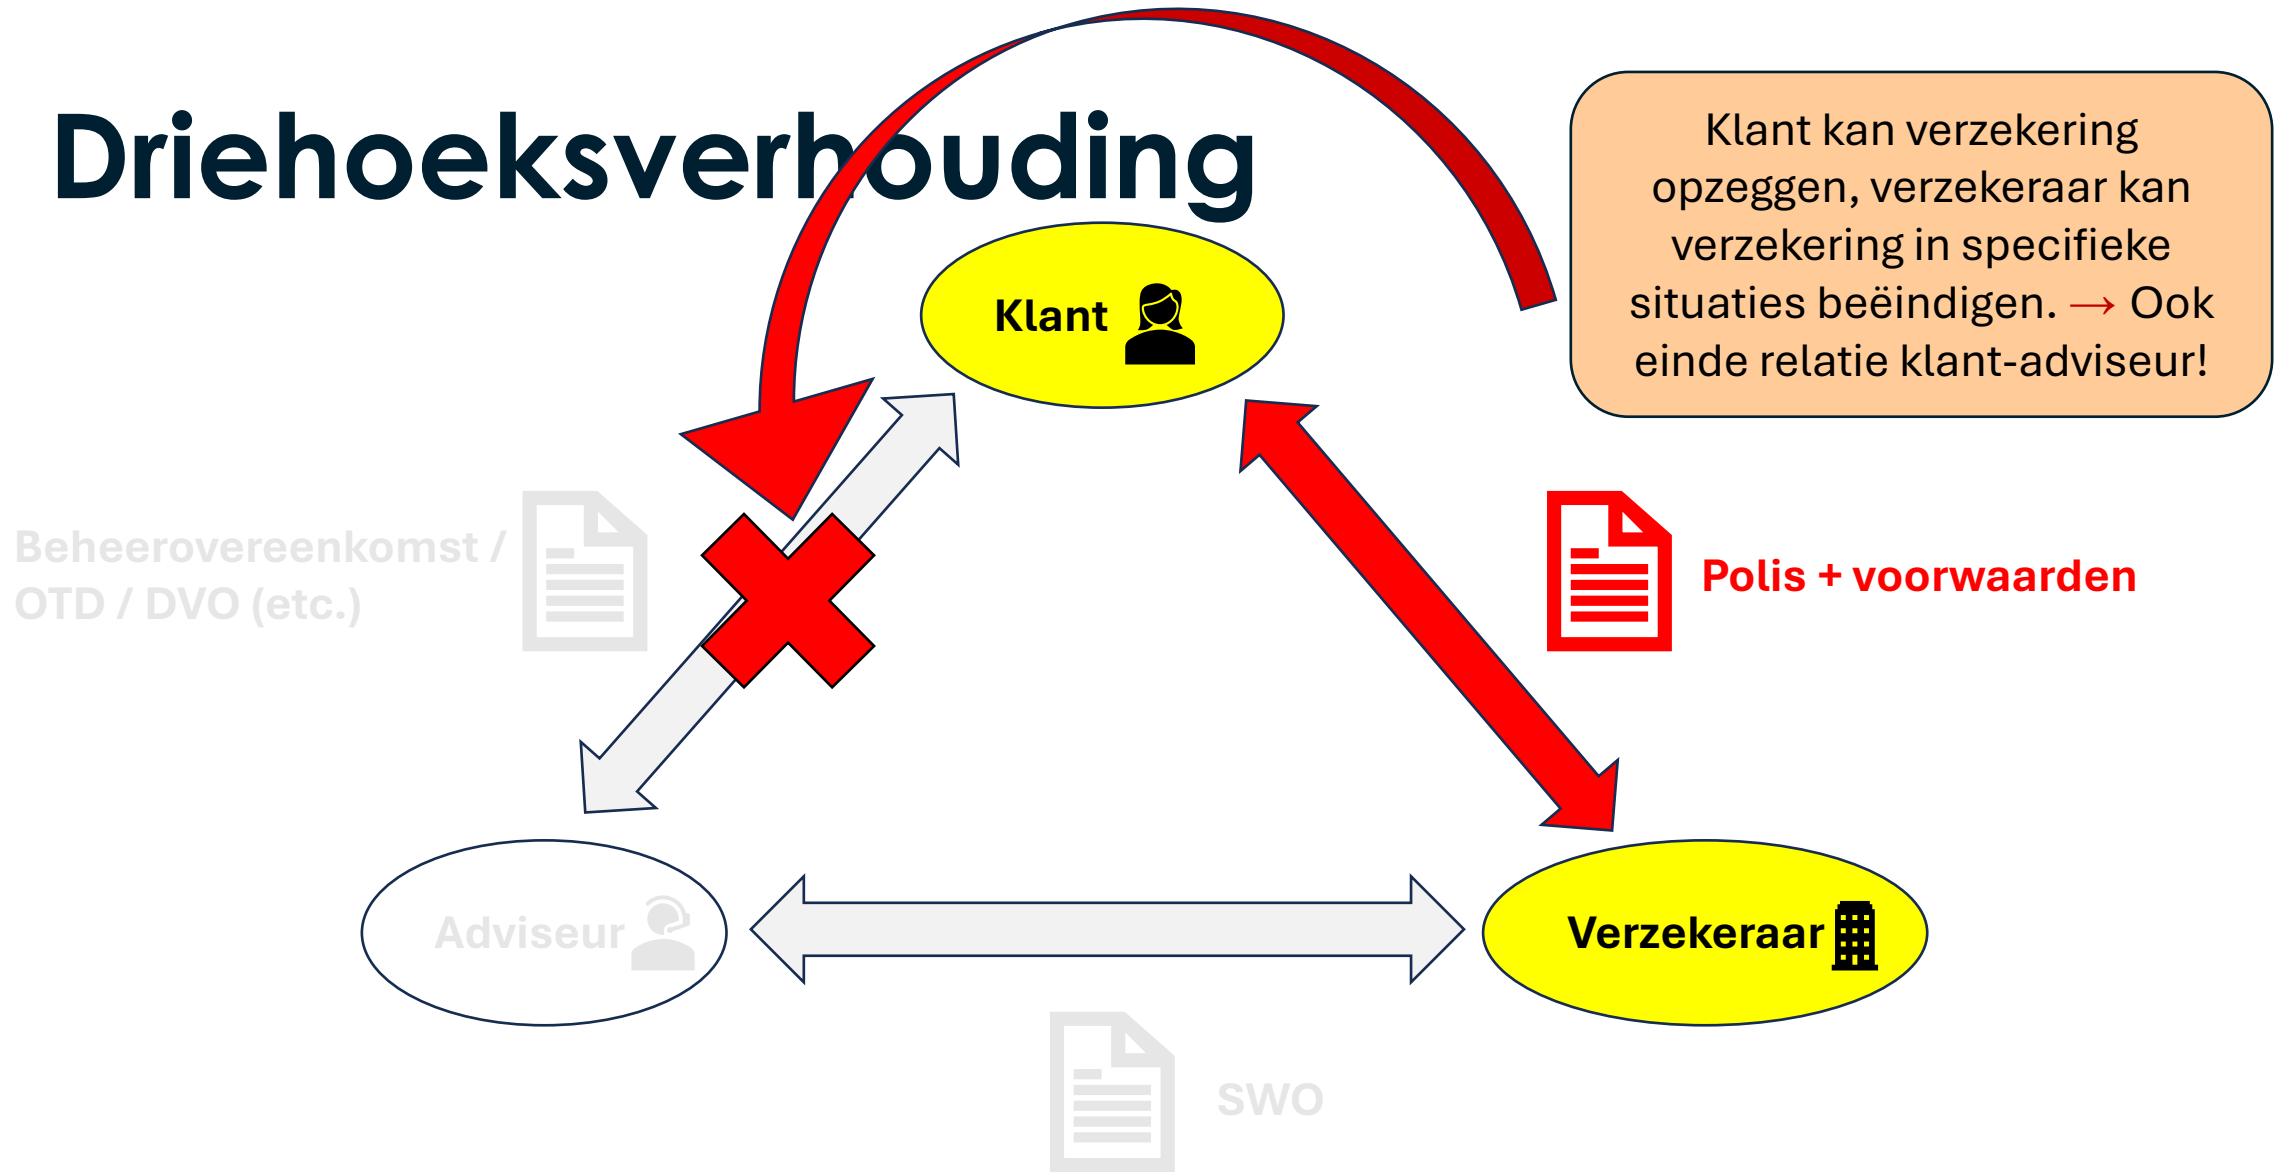 Driehoeksverhouding
Klant kan verzekering
opzeggen, verzekeraar kan
verzekering in specifieke
situaties beëindigen. → Ook
einde relatie klant-adviseur!
Klant
Beheerovereenkomst /
OTD / DVO (etc.)
Polis + voorwaarden
Adviseur
Verzekeraar
SWO